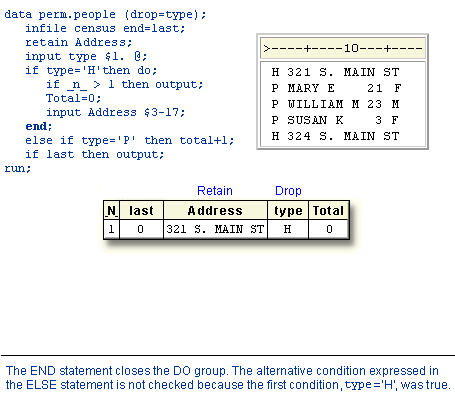 data perm.people (drop=type);
infile census end=last;
retain Address;
input type $1. @;
if type='H'then do;
if _n_ > 1 then output;
Total=0;
input Address $3-17;
end;
else if type='P' then total+1;
if last then output;
run;
>----+----10---+----
H 321 S. MAIN ST
P MARY E    21 F
P WILLIAM M 23 M
P SUSAN K    3 F
H 324 S. MAIN ST
Retain Drop
_N_ last Address type Total
1 0 321 S. MAIN ST H 0
The END statement closes the DO group. The alternative condition expressed in
the ELSE statement is not checked because the first condition, type='H', was true.